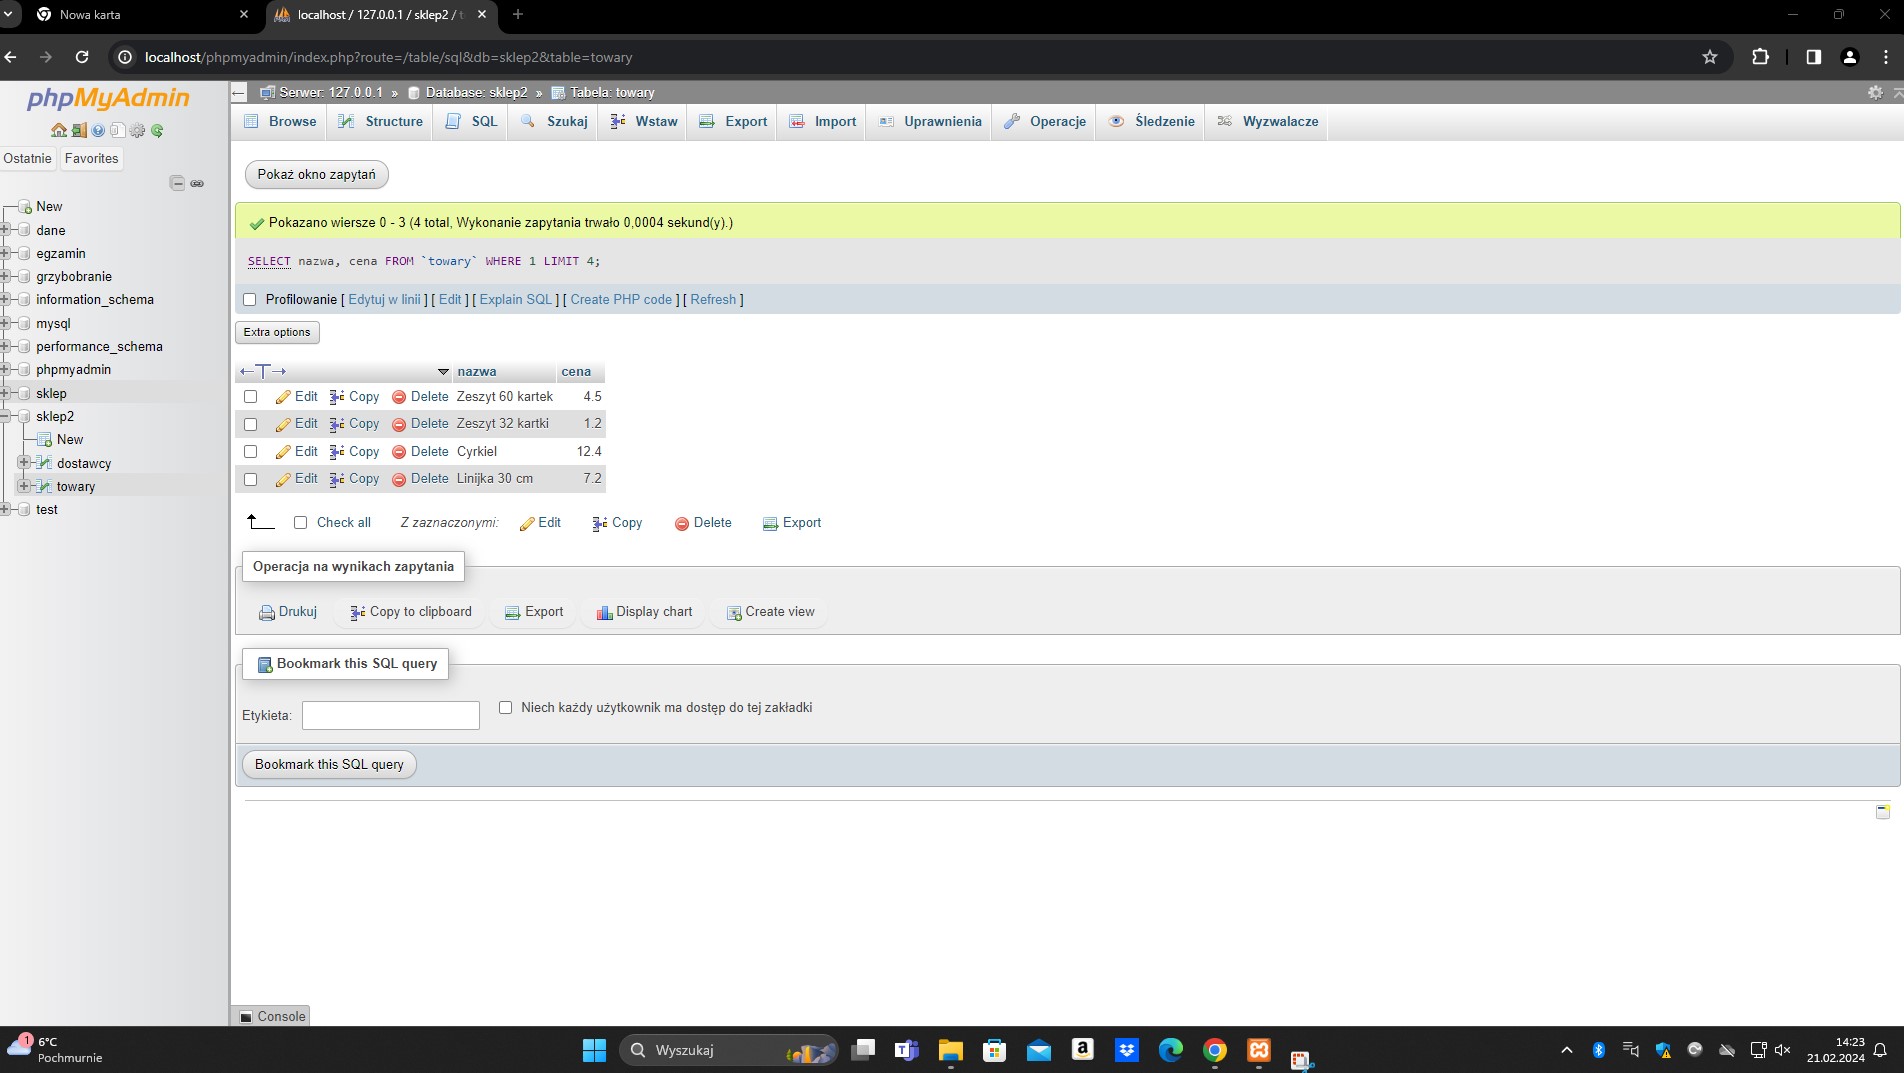 Nowa karta
localhost / 127.0.0.1 / sklep2 / t
localhost/phpmyadmin/index.php?route=/table/sql&db=sklep2&table=towary
phpMyAdmin
Serwer: 127.0.0.1 » Database: sklep2 » Tabela: towary
Browse Structure SQL Szukaj Wstaw Export Import Uprawnienia Operacje Śledzenie Wyzwalacze
Ostatnie Favorites
New
dane
egzamin
grzybobranie
information_schema
mysql
performance_schema
phpmyadmin
sklep
sklep2
New
dostawcy
towary
test
Pokaż okno zapytań
Pokazano wiersze 0 - 3 (4 total, Wykonanie zapytania trwało 0,0004 sekund(y).)
SELECT nazwa, cena FROM `towary` WHERE 1 LIMIT 4;
Profilowanie [ Edytuj w linii ] [ Edit ] [ Explain SQL ] [ Create PHP code ] [ Refresh ]
Extra options
←T→ nazwa cena
Edit Copy Delete Zeszyt 60 kartek 4.5
Edit Copy Delete Zeszyt 32 kartki 1.2
Edit Copy Delete Cyrkiel 12.4
Edit Copy Delete Linijka 30 cm 7.2
Check all Z zaznaczonymi: Edit Copy Delete Export
Operacja na wynikach zapytania
Drukuj Copy to clipboard Export Display chart Create view
Bookmark this SQL query
Etykieta: Niech każdy użytkownik ma dostęp do tej zakładki
Bookmark this SQL query
Console
1
6°C
Pochmurnie
Wyszukaj
14:23
21.02.2024